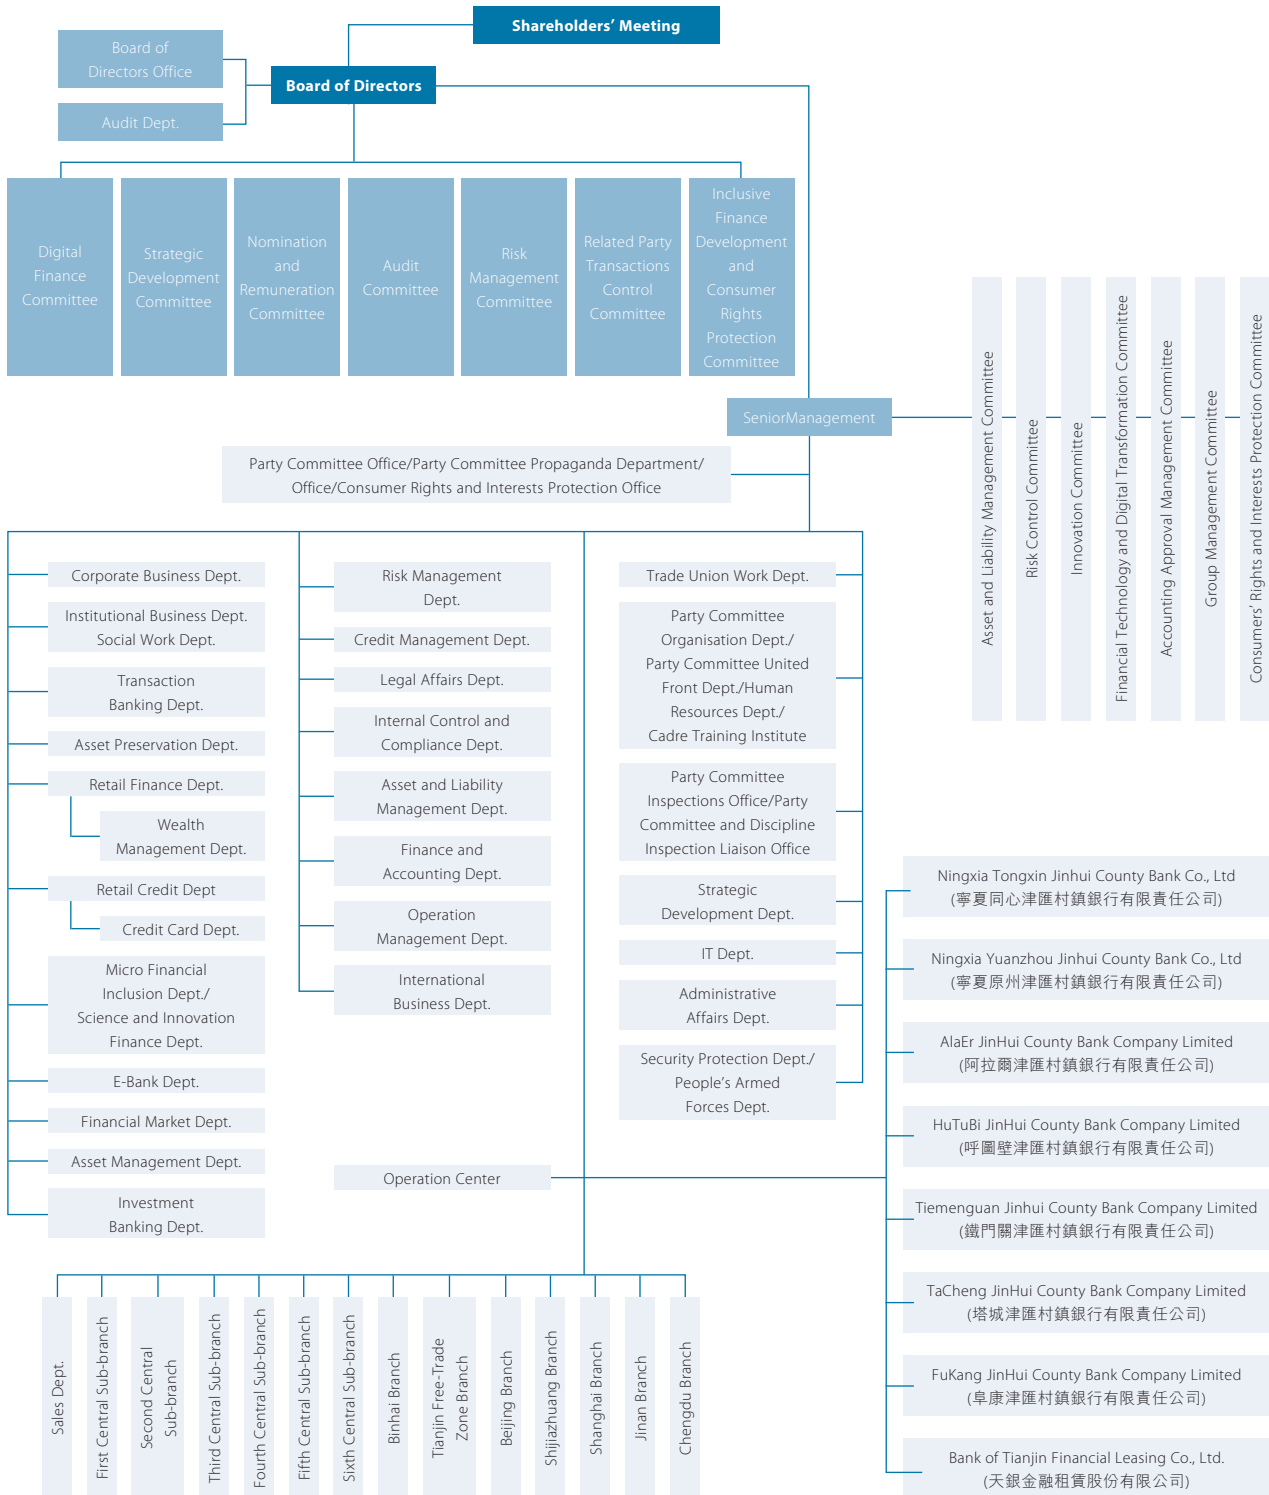 Shareholders’ Meeting
Board of
Directors Office
Board of Directors
Audit Dept.
Digital
Finance
Committee
Strategic
Development
Committee
Nomination
and
Remuneration
Committee
Audit
Committee
Risk
Management
Committee
Related Party
Transactions
Control
Committee
Inclusive
Finance
Development
and
Consumer
Rights
Protection
Committee
SeniorManagement
Asset and Liability Management Committee
Risk Control Committee
Innovation Committee
Financial Technology and Digital Transformation Committee
Accounting Approval Management Committee
Group Management Committee
Consumers’ Rights and Interests Protection Committee
Party Committee Office/Party Committee Propaganda Department/
Office/Consumer Rights and Interests Protection Office
Corporate Business Dept.
Institutional Business Dept.
Social Work Dept.
Transaction
Banking Dept.
Asset Preservation Dept.
Retail Finance Dept.
Wealth
Management Dept.
Retail Credit Dept
Credit Card Dept.
Micro Financial
Inclusion Dept./
Science and Innovation
Finance Dept.
E-Bank Dept.
Financial Market Dept.
Asset Management Dept.
Investment
Banking Dept.
Risk Management
Dept.
Credit Management Dept.
Legal Affairs Dept.
Internal Control and
Compliance Dept.
Asset and Liability
Management Dept.
Finance and
Accounting Dept.
Operation
Management Dept.
International
Business Dept.
Trade Union Work Dept.
Party Committee
Organisation Dept./
Party Committee United
Front Dept./Human
Resources Dept./
Cadre Training Institute
Party Committee
Inspections Office/Party
Committee and Discipline
Inspection Liaison Office
Strategic
Development Dept.
IT Dept.
Administrative
Affairs Dept.
Security Protection Dept./
People’s Armed
Forces Dept.
Operation Center
Ningxia Tongxin Jinhui County Bank Co., Ltd
(寧夏同心津匯村鎮銀行有限責任公司)
Ningxia Yuanzhou Jinhui County Bank Co., Ltd
(寧夏原州津匯村鎮銀行有限責任公司)
AlaEr JinHui County Bank Company Limited
(阿拉爾津匯村鎮銀行有限責任公司)
HuTuBi JinHui County Bank Company Limited
(呼圖壁津匯村鎮銀行有限責任公司)
Tiemenguan Jinhui County Bank Company Limited
(鐵門關津匯村鎮銀行有限責任公司)
TaCheng JinHui County Bank Company Limited
(塔城津匯村鎮銀行有限責任公司)
FuKang JinHui County Bank Company Limited
(阜康津匯村鎮銀行有限責任公司)
Bank of Tianjin Financial Leasing Co., Ltd.
(天銀金融租賃股份有限公司)
Sales Dept.
First Central Sub-branch
Second Central
Sub-branch
Third Central Sub-branch
Fourth Central Sub-branch
Fifth Central Sub-branch
Sixth Central Sub-branch
Binhai Branch
Tianjin Free-Trade
Zone Branch
Beijing Branch
Shijiazhuang Branch
Shanghai Branch
Jinan Branch
Chengdu Branch